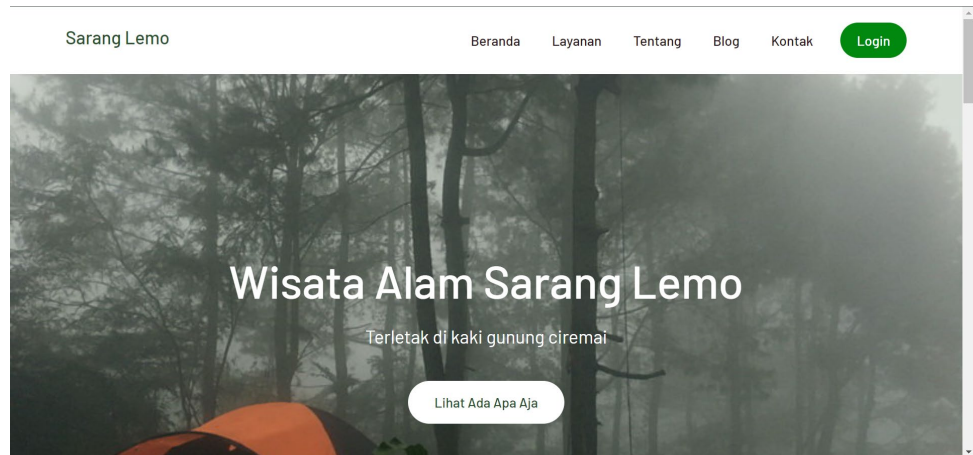 Sarang Lemo
Beranda Layanan Tentang Blog Kontak Login
Wisata Alam Sarang Lemo
Terletak di kaki gunung ciremai
Lihat Ada Apa Aja